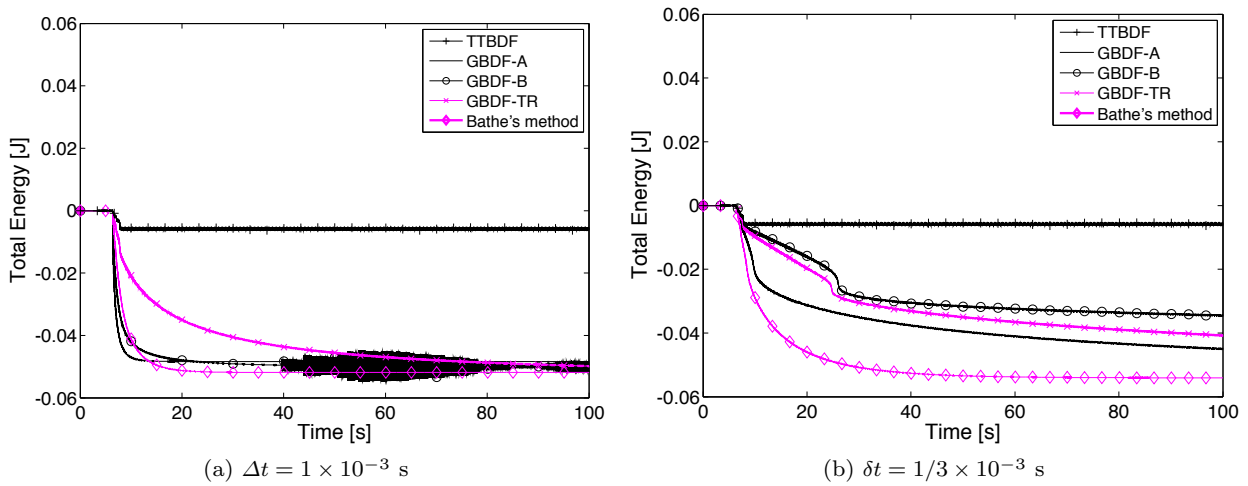 0.06
0.04
0.02
0
-0.02
-0.04
-0.06
Total Energy [J]
0 20 40 60 80 100
Time [s]
TTBDF
GBDF-A
GBDF-B
GBDF-TR
Bathe's method
(a) Δt = 1 × 10⁻³ s
0.06
0.04
0.02
0
-0.02
-0.04
-0.06
Total Energy [J]
0 20 40 60 80 100
Time [s]
TTBDF
GBDF-A
GBDF-B
GBDF-TR
Bathe's method
(b) δt = 1/3 × 10⁻³ s